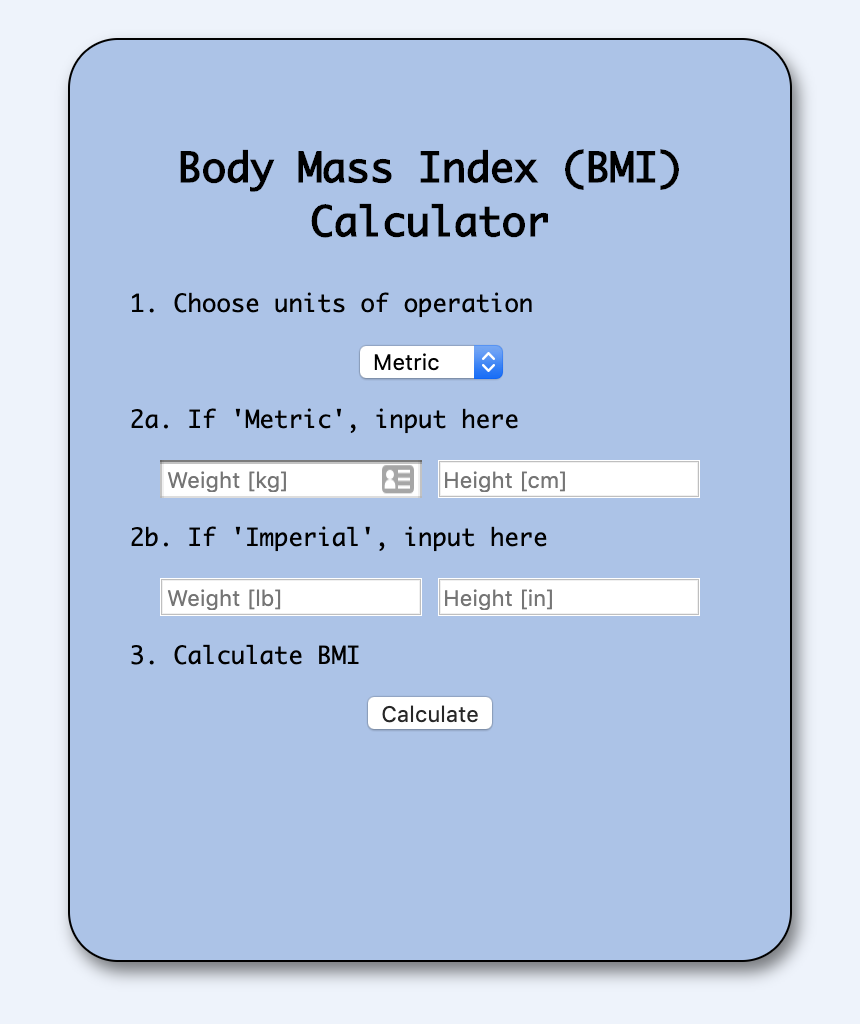 Body Mass Index (BMI)
Calculator
1. Choose units of operation
Metric
2a. If 'Metric', input here
Weight [kg] Height [cm]
2b. If 'Imperial', input here
Weight [lb] Height [in]
3. Calculate BMI
Calculate